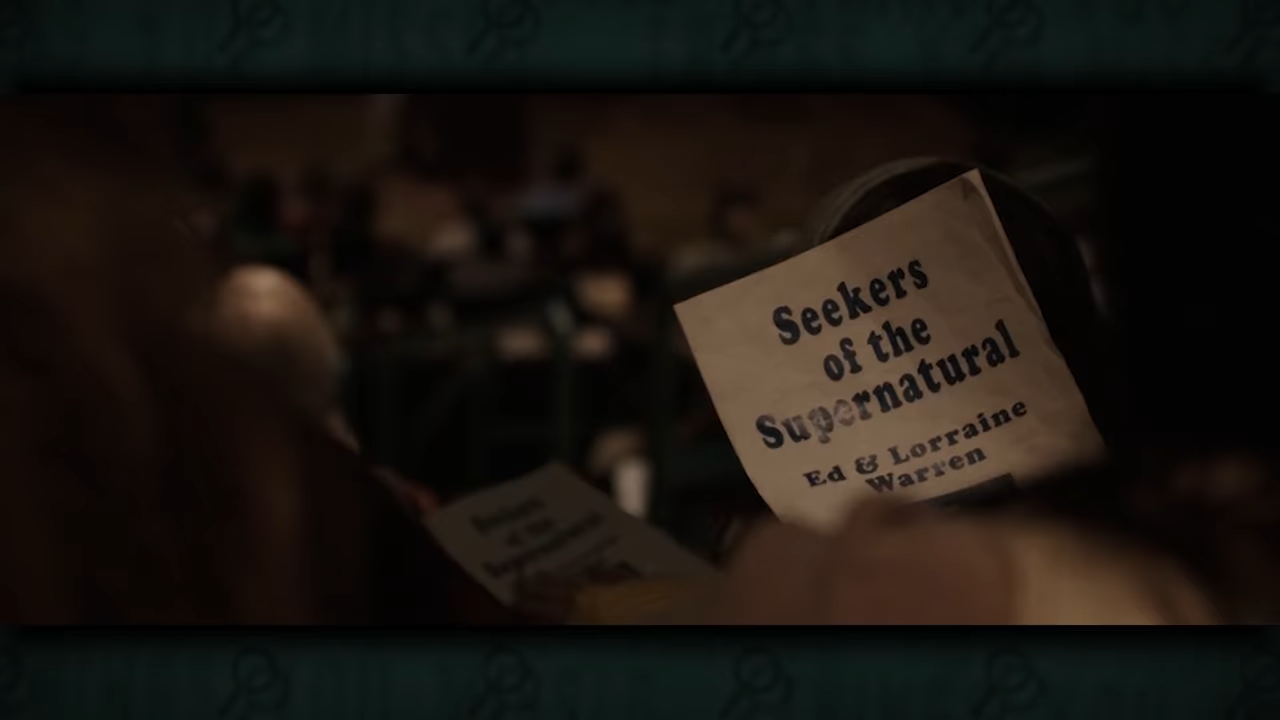 Seekers
of the
Supernatural
Ed & Lorraine
Warren